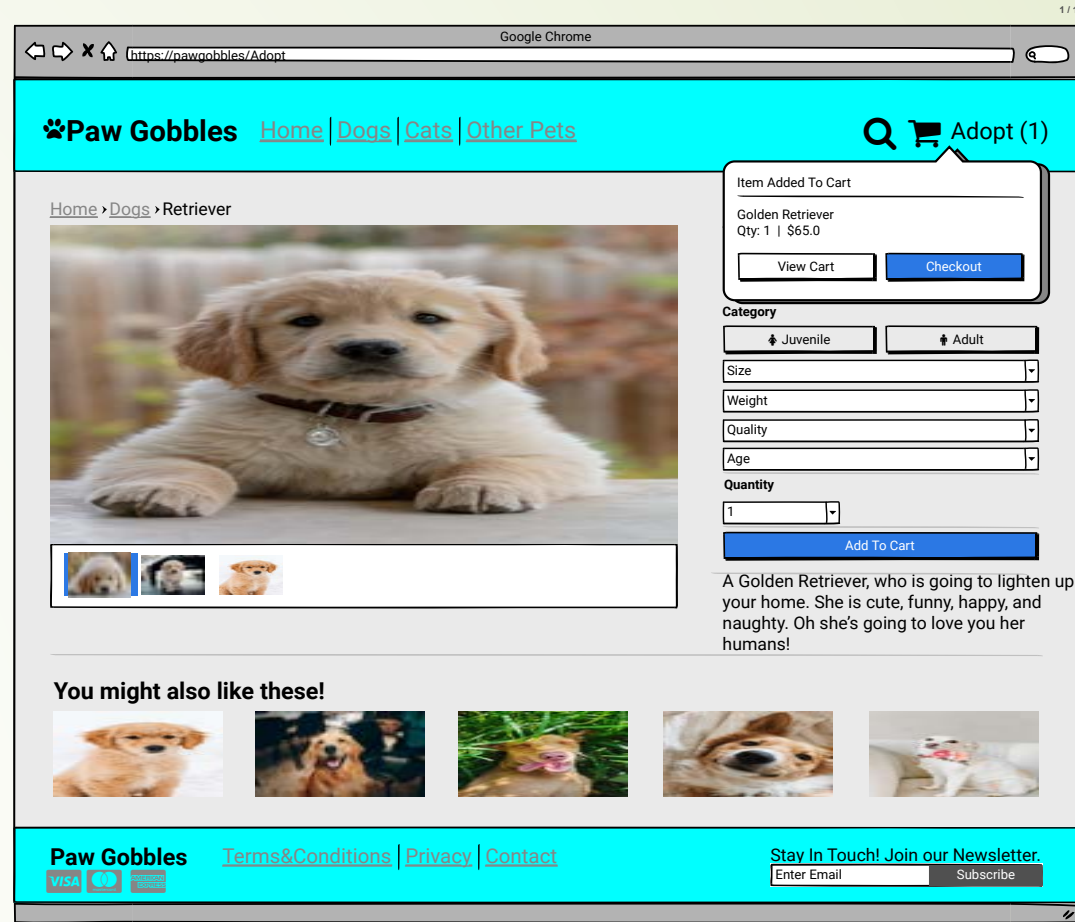 1 / 1
Google Chrome
https://pawgobbles/Adopt
Paw Gobbles
Home Dogs Cats Other Pets
Adopt (1)
Item Added To Cart
Golden Retriever
Qty: 1 | $65.0
View Cart
Checkout
Home › Dogs › Retriever
Category
Juvenile
Adult
Size
Weight
Quality
Age
Quantity
1
Add To Cart
A Golden Retriever, who is going to lighten up
your home. She is cute, funny, happy, and
naughty. Oh she's going to love you her
humans!
You might also like these!
Paw Gobbles
Terms&Conditions Privacy Contact
VISA
AMERICAN
EXPRESS
Stay In Touch! Join our Newsletter.
Enter Email
Subscribe